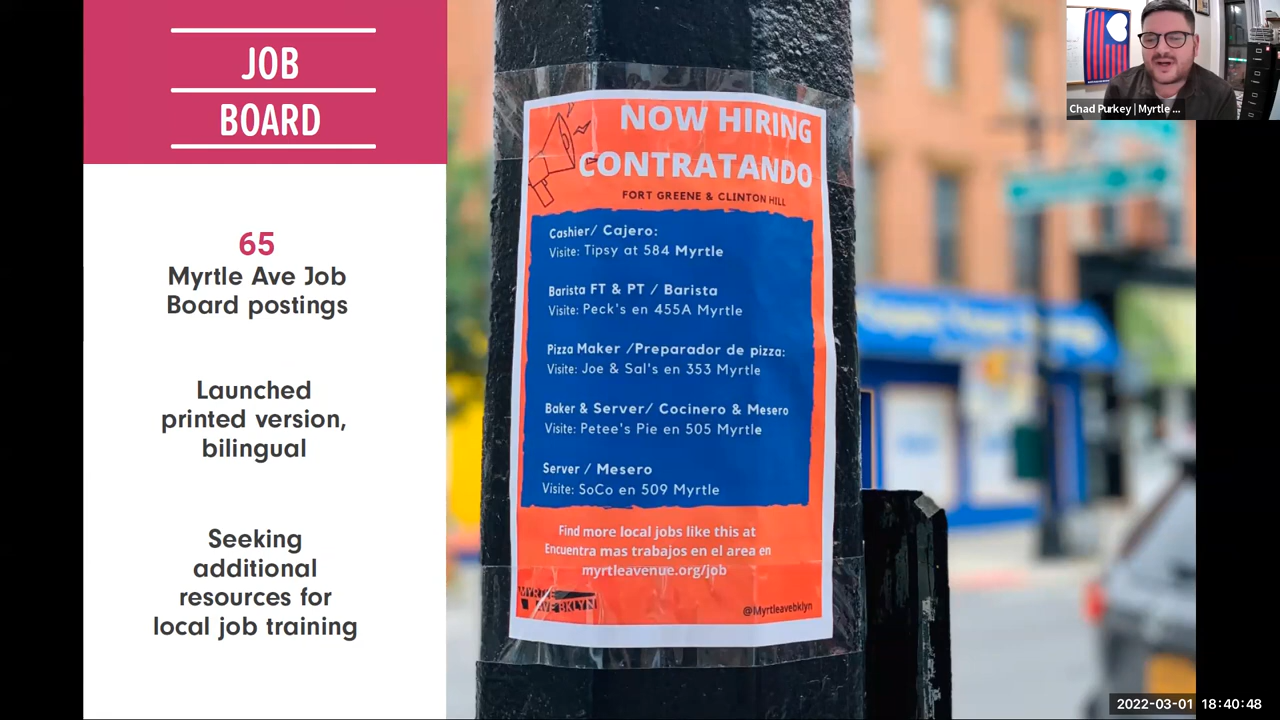 JOB
BOARD
65
Myrtle Ave Job
Board postings
Launched
printed version,
bilingual
Seeking
additional
resources for
local job training
NOW HIRING
CONTRATANDO
FORT GREENE & CLINTON HILL
Cashier/ Cajero:
Visite: Tipsy at 584 Myrtle
Barista FT & PT / Barista
Visite: Peck's en 455A Myrtle
Pizza Maker /Preparador de pizza:
Visite: Joe & Sal's en 353 Myrtle
Baker & Server/ Cocinero & Mesero
Visite: Petee's Pie en 505 Myrtle
Server / Mesero
Visite: SoCo en 509 Myrtle
Find more local jobs like this at
Encuentra mas trabajos en el area en
myrtleavenue.org/job
MYRTLE
AVE BKLYN
@Myrtleavebklyn
Chad Purkey | Myrtle ...
2022-03-01 18:40:48